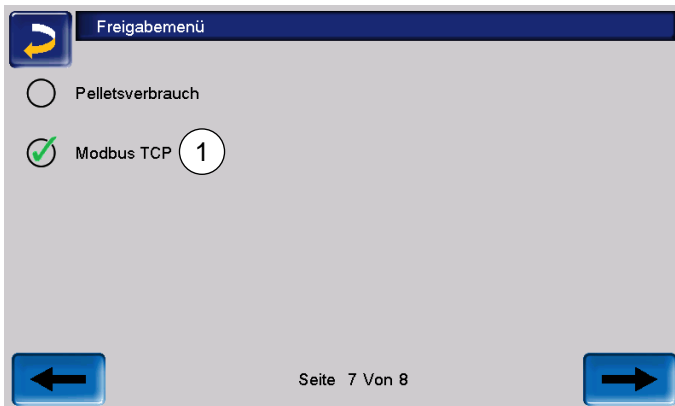 Freigabemenü
Pelletsverbrauch
Modbus TCP 1
Seite 7 Von 8